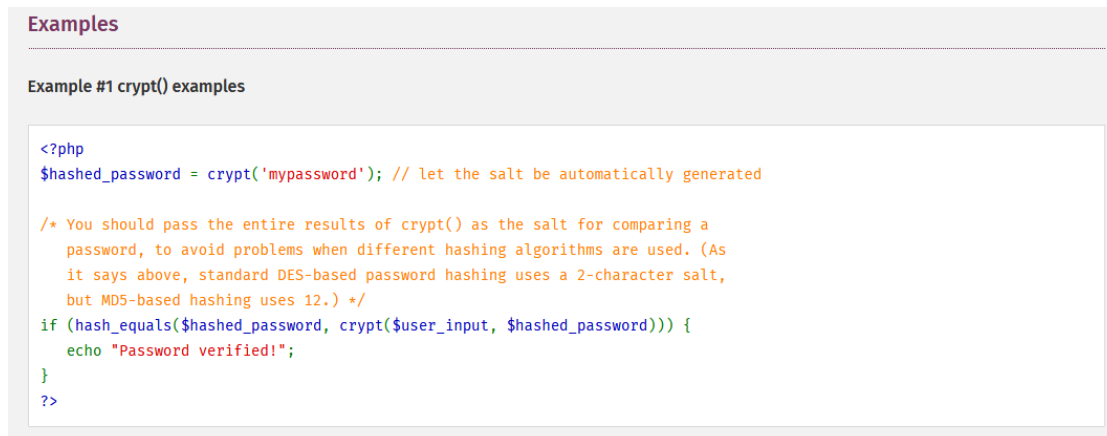 Examples
Example #1 crypt() examples
<?php
$hashed_password = crypt('mypassword'); // let the salt be automatically generated
/* You should pass the entire results of crypt() as the salt for comparing a
password, to avoid problems when different hashing algorithms are used. (As
it says above, standard DES-based password hashing uses a 2-character salt,
but MD5-based hashing uses 12.) */
if (hash_equals($hashed_password, crypt($user_input, $hashed_password))) {
echo "Password verified!";
}
?>